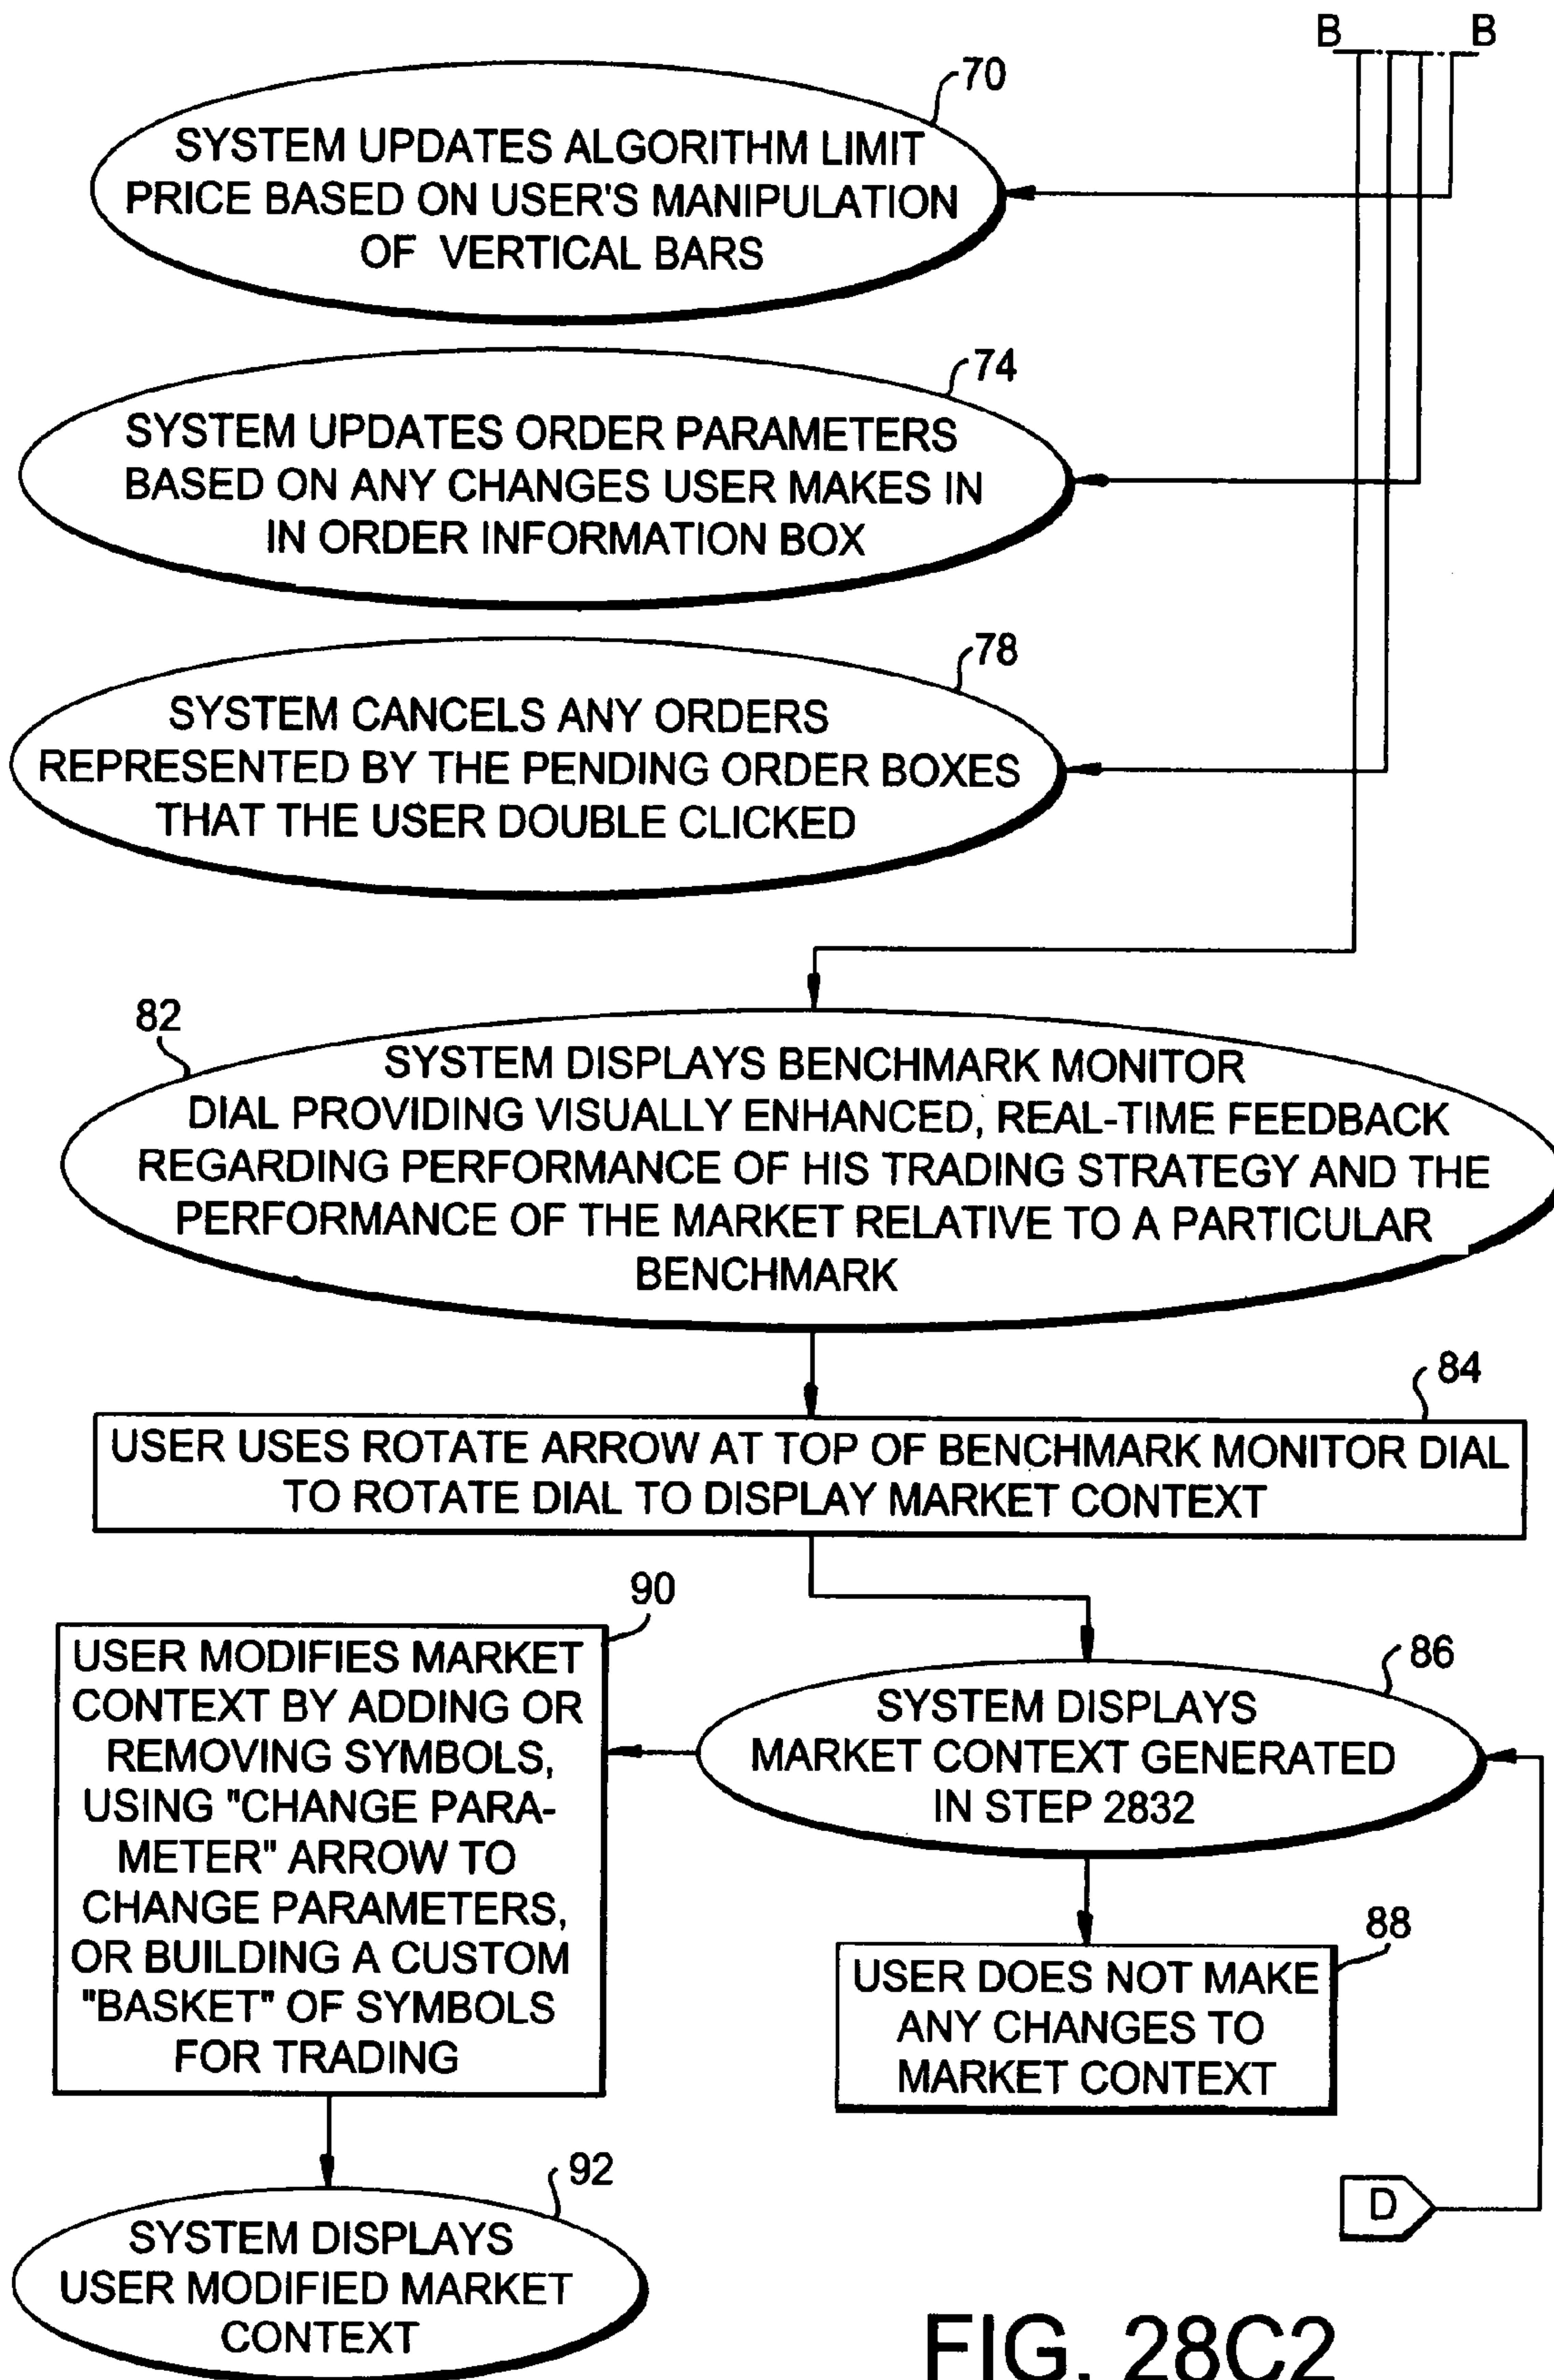 B B
70
SYSTEM UPDATES ALGORITHM LIMIT
PRICE BASED ON USER'S MANIPULATION
OF VERTICAL BARS
74
SYSTEM UPDATES ORDER PARAMETERS
BASED ON ANY CHANGES USER MAKES IN
IN ORDER INFORMATION BOX
78
SYSTEM CANCELS ANY ORDERS
REPRESENTED BY THE PENDING ORDER BOXES
THAT THE USER DOUBLE CLICKED
82
SYSTEM DISPLAYS BENCHMARK MONITOR
DIAL PROVIDING VISUALLY ENHANCED, REAL-TIME FEEDBACK
REGARDING PERFORMANCE OF HIS TRADING STRATEGY AND THE
PERFORMANCE OF THE MARKET RELATIVE TO A PARTICULAR
BENCHMARK
84
USER USES ROTATE ARROW AT TOP OF BENCHMARK MONITOR DIAL
TO ROTATE DIAL TO DISPLAY MARKET CONTEXT
90
USER MODIFIES MARKET
CONTEXT BY ADDING OR
REMOVING SYMBOLS,
USING "CHANGE PARA-
METER" ARROW TO
CHANGE PARAMETERS,
OR BUILDING A CUSTOM
"BASKET" OF SYMBOLS
FOR TRADING
86
SYSTEM DISPLAYS
MARKET CONTEXT GENERATED
IN STEP 2832
88
USER DOES NOT MAKE
ANY CHANGES TO
MARKET CONTEXT
92
SYSTEM DISPLAYS
USER MODIFIED MARKET
CONTEXT
D
FIG. 28C2